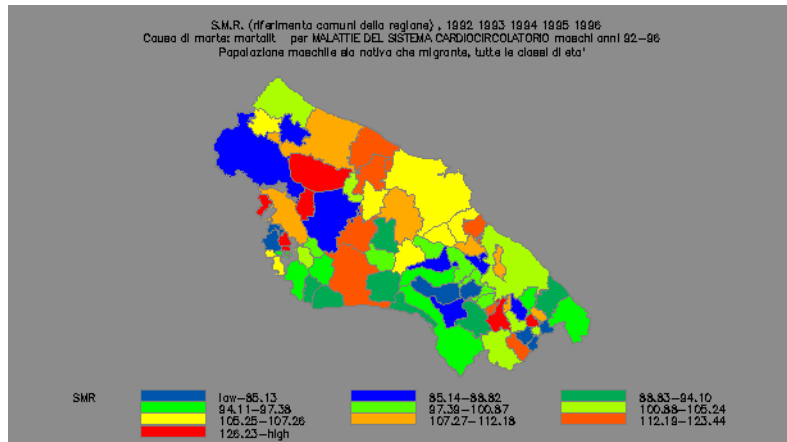 S.M.R. (riferimento comuni della regione) , 1992 1993 1994 1995 1996
Causa di morte: mortalit per MALATTIE DEL SISTEMA CARDIOCIRCOLATORIO maschi anni 92-96
Popolazione maschile sia nativa che migrante, tutte le classi di eta'
SMR low-85.13 85.14-88.82 88.83-94.10
94.11-97.38 97.39-100.87 100.88-105.24
105.25-107.26 107.27-112.18 112.19-123.44
126.23-high